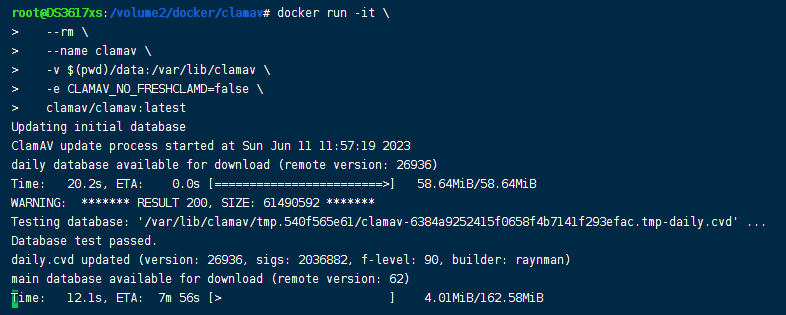 root@DS3617xs:/volume2/docker/clamav# docker run -it \
>    --rm \
>    --name clamav \
>    -v $(pwd)/data:/var/lib/clamav \
>    -e CLAMAV_NO_FRESHCLAMD=false \
>    clamav/clamav:latest
Updating initial database
ClamAV update process started at Sun Jun 11 11:57:19 2023
daily database available for download (remote version: 26936)
Time:   20.2s, ETA:    0.0s [========================>]   58.64MiB/58.64MiB
WARNING:  ******* RESULT 200, SIZE: 61490592 *******
Testing database: '/var/lib/clamav/tmp.540f565e61/clamav-6384a9252415f0658f4b7141f293efac.tmp-daily.cvd' ...
Database test passed.
daily.cvd updated (version: 26936, sigs: 2036882, f-level: 90, builder: raynman)
main database available for download (remote version: 62)
Time:   12.1s, ETA:  7m 56s [>                        ]    4.01MiB/162.58MiB